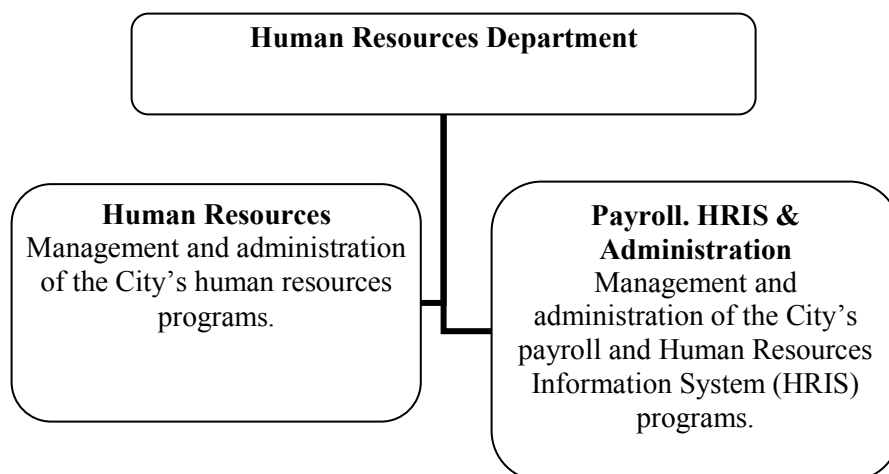 Human Resources Department
Human Resources
Management and administration
of the City’s human resources
programs.
Payroll. HRIS &
Administration
Management and
administration of the City’s
payroll and Human Resources
Information System (HRIS)
programs.